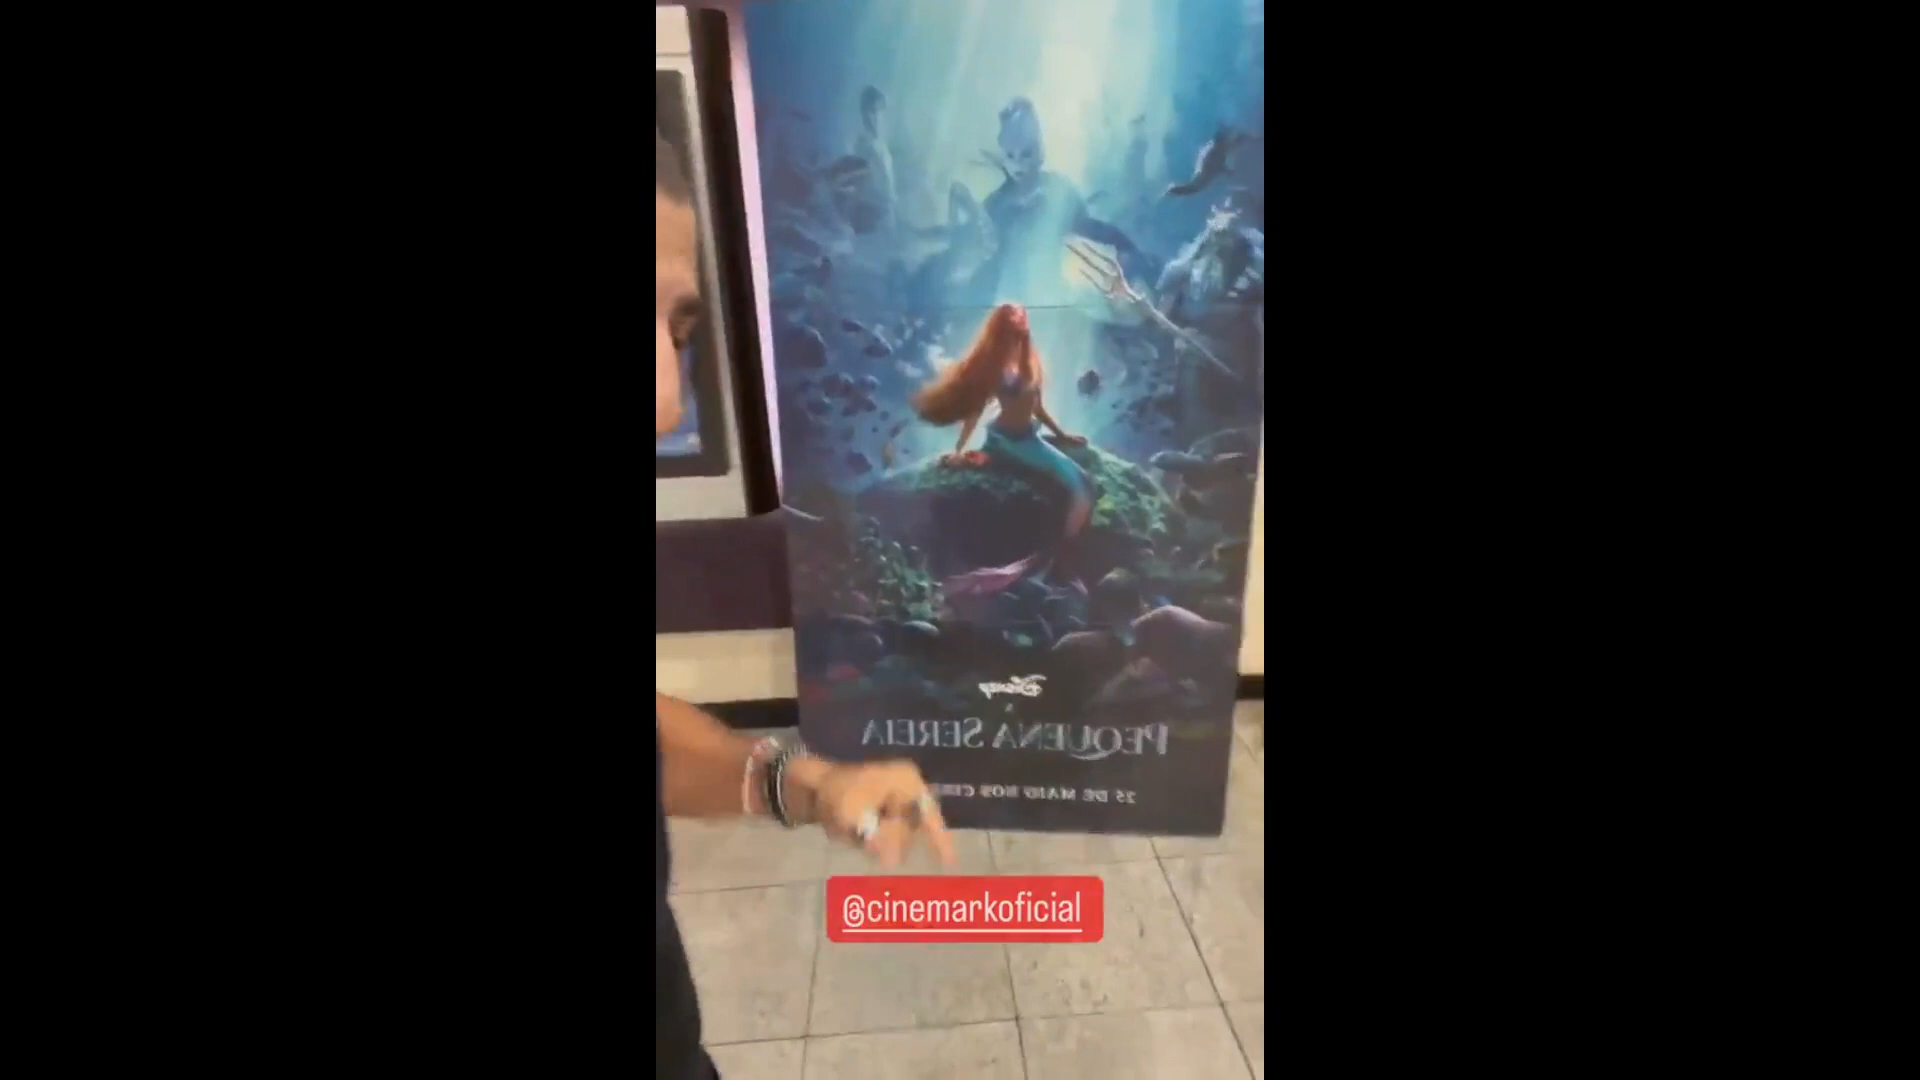 Disney
A
PEQUENA SEREIA
25 DE MAIO NOS
@cinemarkoficial